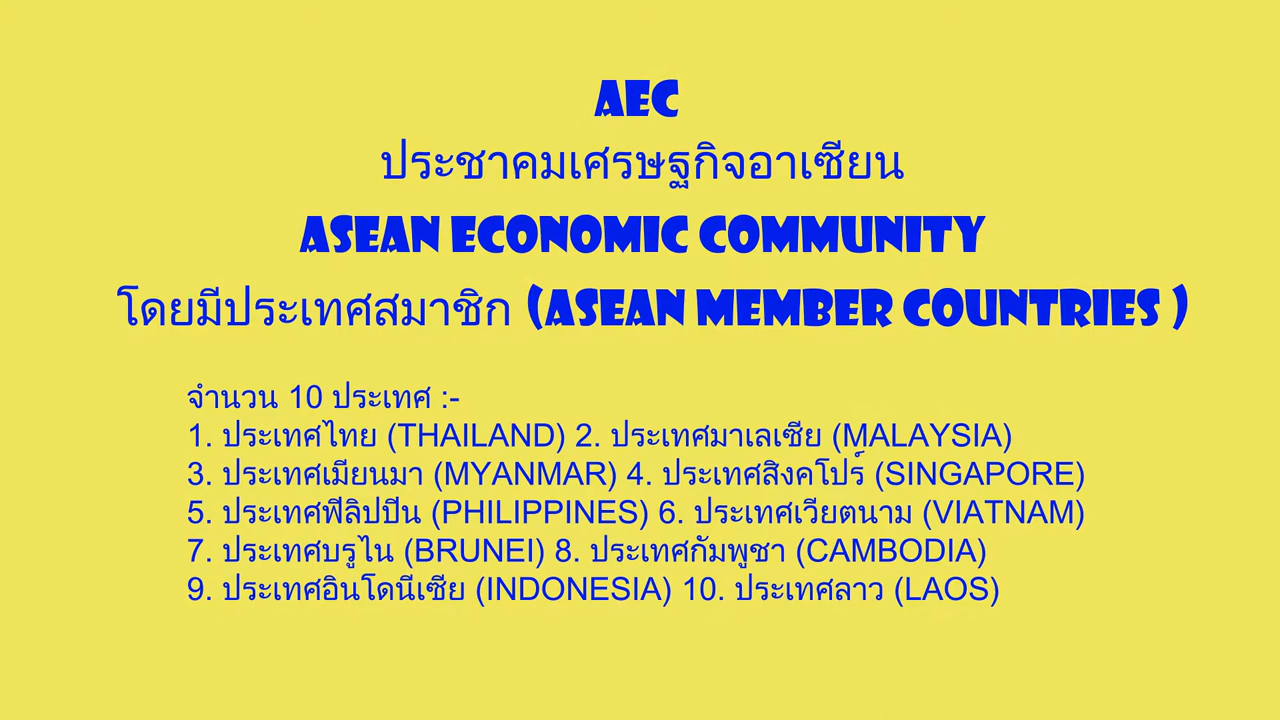 AEC
ประชาคมเศรษฐกิจอาเซียน
ASEAN ECONOMIC COMMUNITY
โดยมีประเทศสมาชิก (ASEAN MEMBER COUNTRIES )
จำนวน 10 ประเทศ :-
1. ประเทศไทย (THAILAND) 2. ประเทศมาเลเซีย (MALAYSIA)
3. ประเทศเมียนมา (MYANMAR) 4. ประเทศสิงคโปร์ (SINGAPORE)
5. ประเทศฟิลิปปีน (PHILIPPINES) 6. ประเทศเวียตนาม (VIATNAM)
7. ประเทศบรูไน (BRUNEI) 8. ประเทศกัมพูชา (CAMBODIA)
9. ประเทศอินโดนีเซีย (INDONESIA) 10. ประเทศลาว (LAOS)